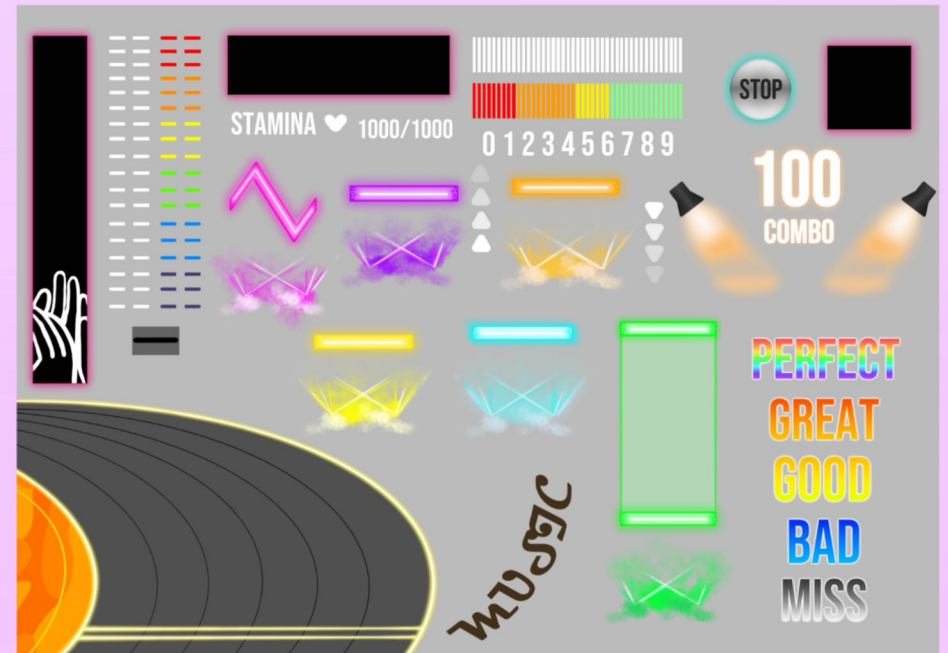 STAMINA 1000/1000
0123456789
STOP
100
COMBO
PERFECT
GREAT
GOOD
BAD
MISS
MUSIC